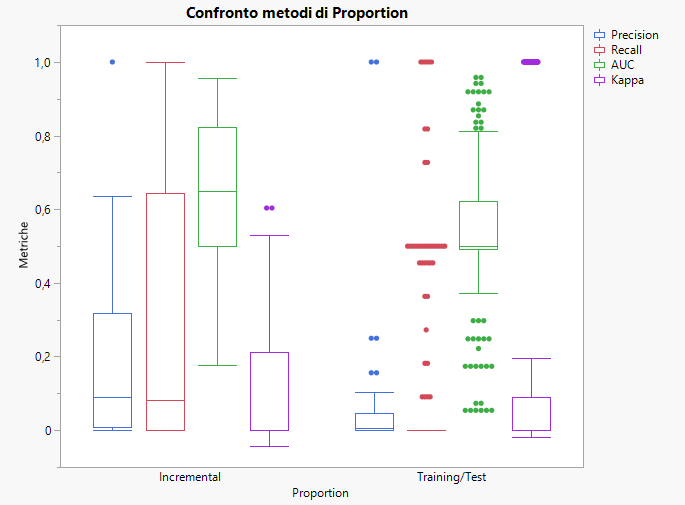 Confronto metodi di Proportion
Precision
Recall
AUC
Kappa
1,0
0,8
0,6
0,4
0,2
0
Metriche
Incremental
Training/Test
Proportion